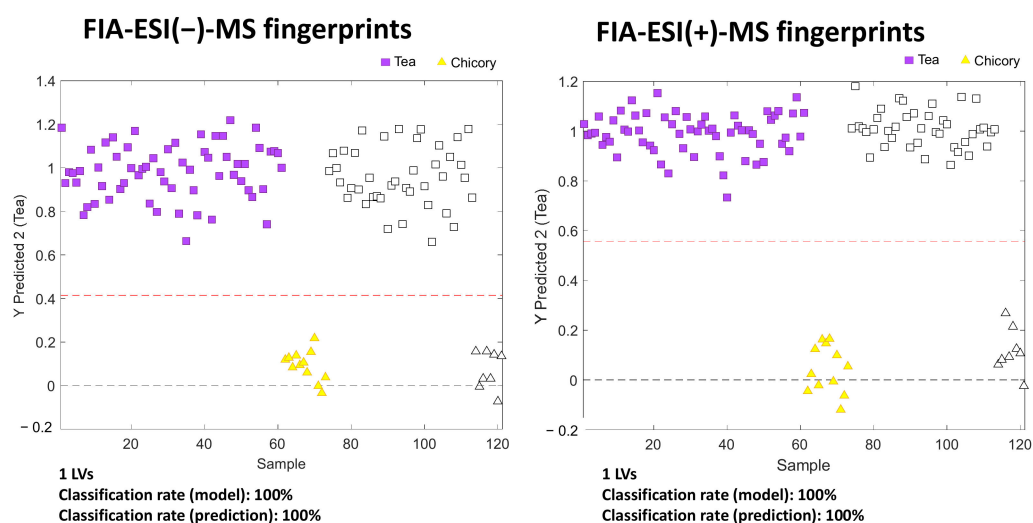 FIA-ESI(−)-MS fingerprints
Tea Chicory
1.4
1.2
1
0.8
0.6
0.4
0.2
0
− 0.2
Y Predicted 2 (Tea)
20 40 60 80 100 120
Sample
1 LVs
Classification rate (model): 100%
Classification rate (prediction): 100%
FIA-ESI(+)-MS fingerprints
Tea Chicory
1.2
1
0.8
0.6
0.4
0.2
0
− 0.2
Y Predicted 2 (Tea)
20 40 60 80 100 120
Sample
1 LVs
Classification rate (model): 100%
Classification rate (prediction): 100%